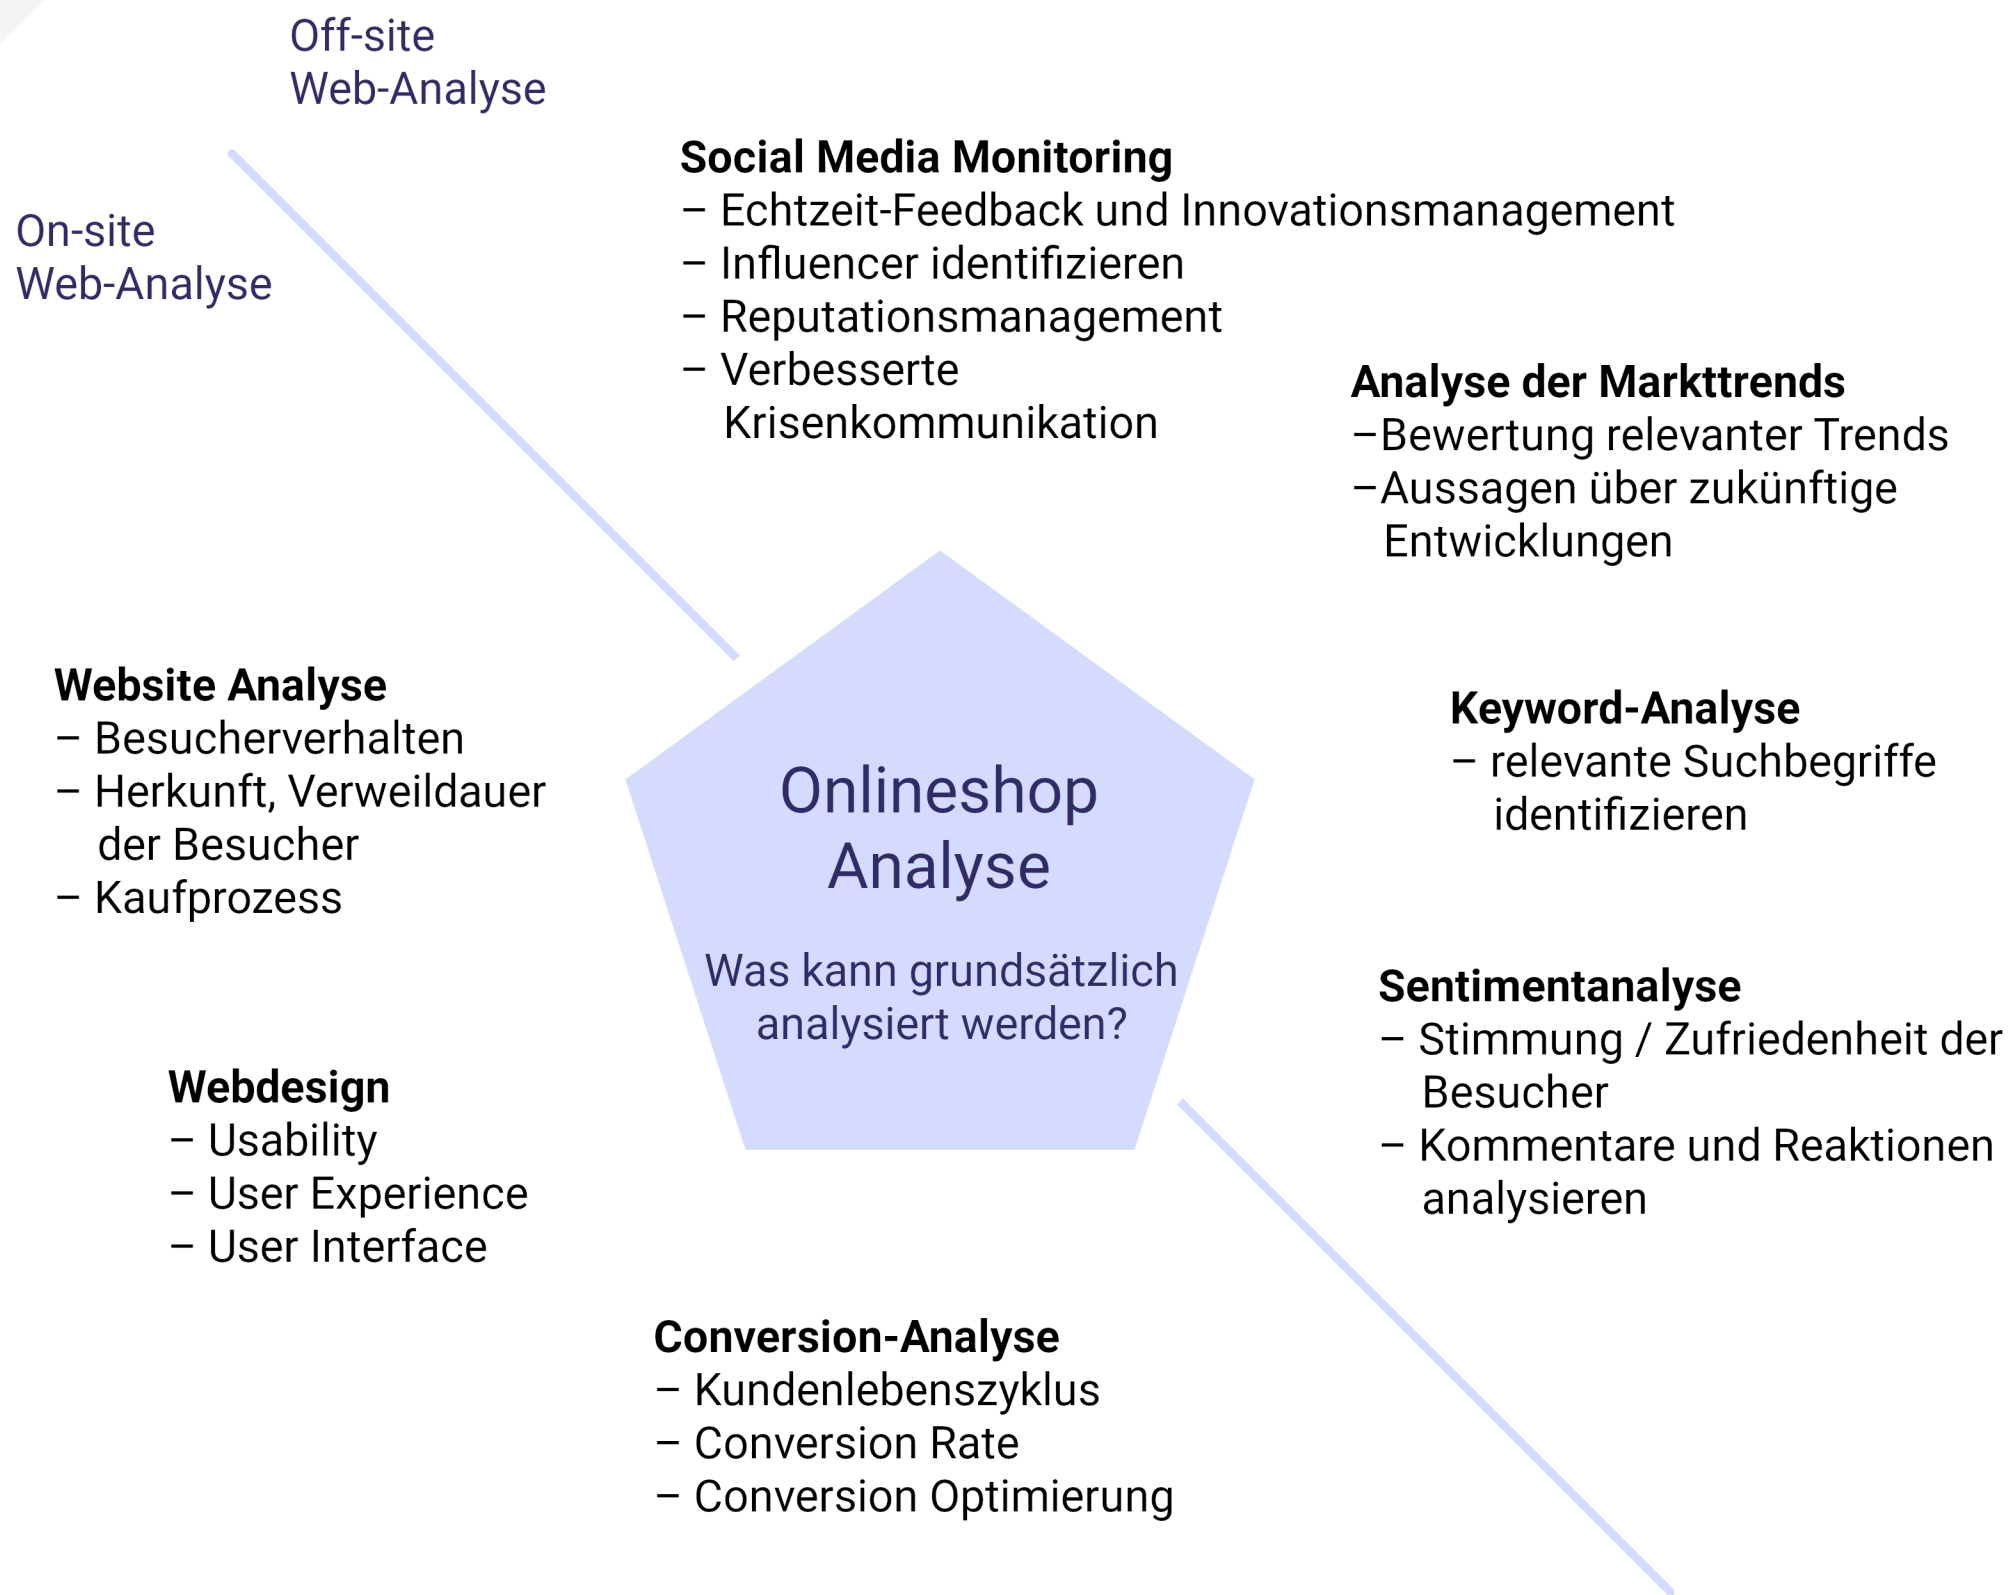 Off-site
Web-Analyse
On-site
Web-Analyse
Social Media Monitoring
– Echtzeit-Feedback und Innovationsmanagement
– Influencer identifizieren
– Reputationsmanagement
– Verbesserte
Krisenkommunikation
Analyse der Markttrends
–Bewertung relevanter Trends
–Aussagen über zukünftige
Entwicklungen
Website Analyse
– Besucherverhalten
– Herkunft, Verweildauer
der Besucher
– Kaufprozess
Onlineshop
Analyse
Was kann grundsätzlich
analysiert werden?
Keyword-Analyse
– relevante Suchbegriffe
identifizieren
Sentimentanalyse
– Stimmung / Zufriedenheit der
Besucher
– Kommentare und Reaktionen
analysieren
Webdesign
– Usability
– User Experience
– User Interface
Conversion-Analyse
– Kundenlebenszyklus
– Conversion Rate
– Conversion Optimierung